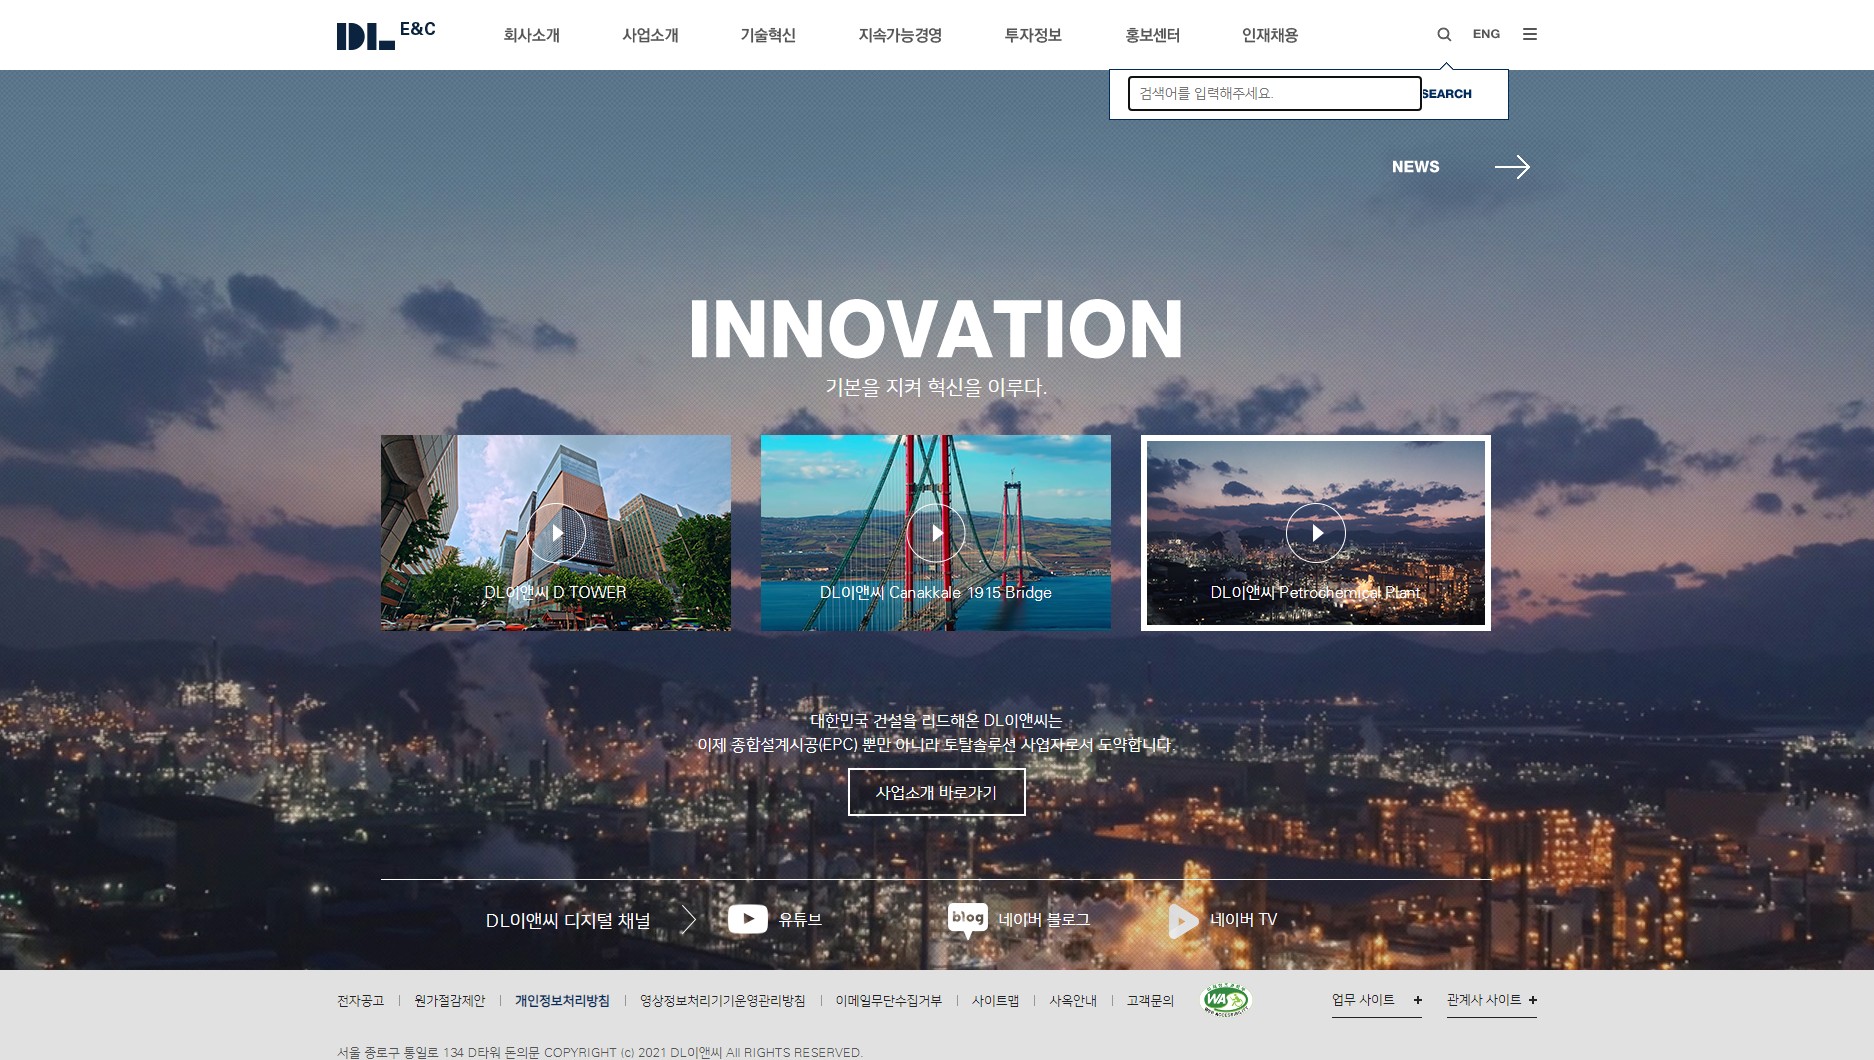 DL E&C
회사소개 사업소개 기술혁신 지속가능경영 투자정보 홍보센터 인재채용 ENG
검색어를 입력해주세요. SEARCH
NEWS
INNOVATION
기본을 지켜 혁신을 이루다.
DL이앤씨 D TOWER
DL이앤씨 Canakkale 1915 Bridge
DL이앤씨 Petrochemical Plant
대한민국 건설을 리드해온 DL이앤씨는
이제 종합설계시공(EPC) 뿐만 아니라 토탈솔루션 사업자로서 도약합니다.
사업소개 바로가기
DL이앤씨 디지털 채널 유튜브 blog 네이버 블로그 네이버 TV
전자공고 원가절감제안 개인정보처리방침 영상정보처리기기운영관리방침 이메일무단수집거부 사이트맵 사옥안내 고객문의 WA 업무 사이트 관계사 사이트
서울 종로구 통일로 134 D타워 돈의문 COPYRIGHT (c) 2021 DL이앤씨 All RIGHTS RESERVED.